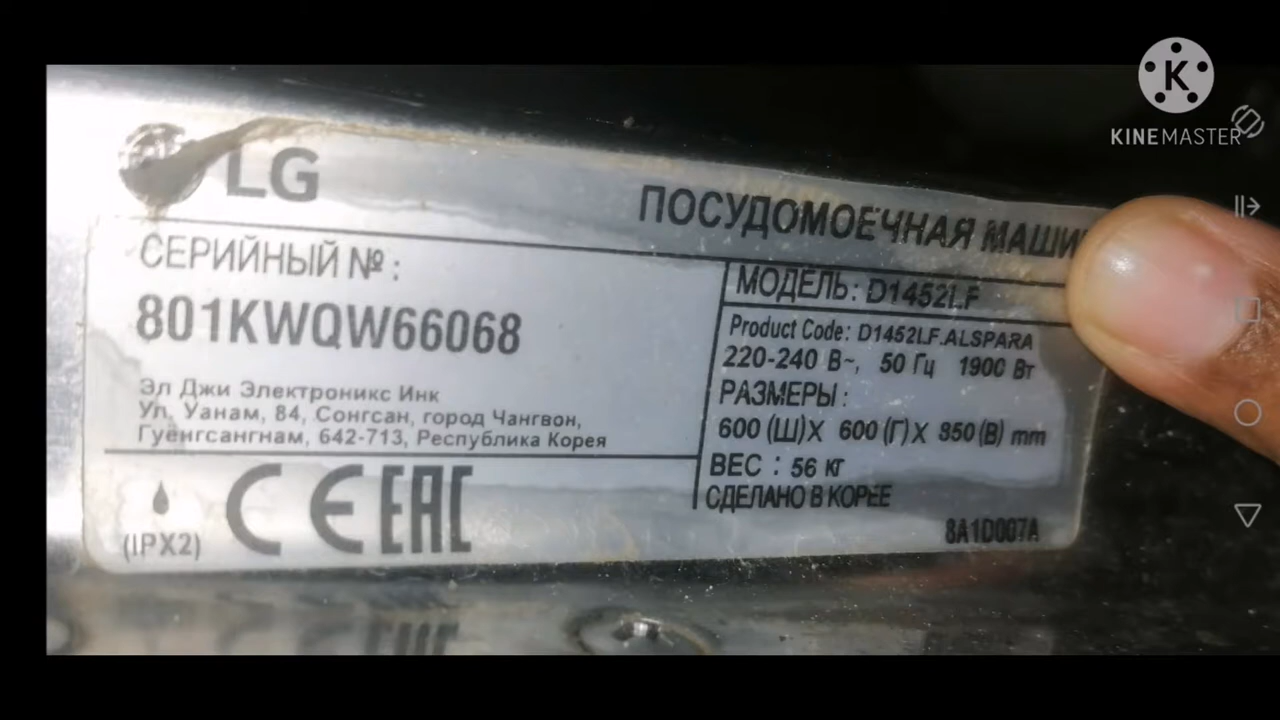 LG
ПОСУДОМОЕЧНАЯ
СЕРИЙНЫЙ № :
801KWQW66068
Эл Джи Электроникс Инк
Ул. Уанам, 84, Сонгсан, город Чангвон,
Гуёнгсангнам, 642-713, Республика Корея
(IPX2)
CE EAC
МОДЕЛЬ: D1452LF
Product Code: D1452LF.ALSPARA
220-240 В~, 50 Гц 1900 Вт
РАЗМЕРЫ :
600 (Ш)X 600 (Г)X 850 (В) mm
ВЕС : 56 кг
СДЕЛАНО В КОРЕЕ
8A1D007A
K
KINEMASTER